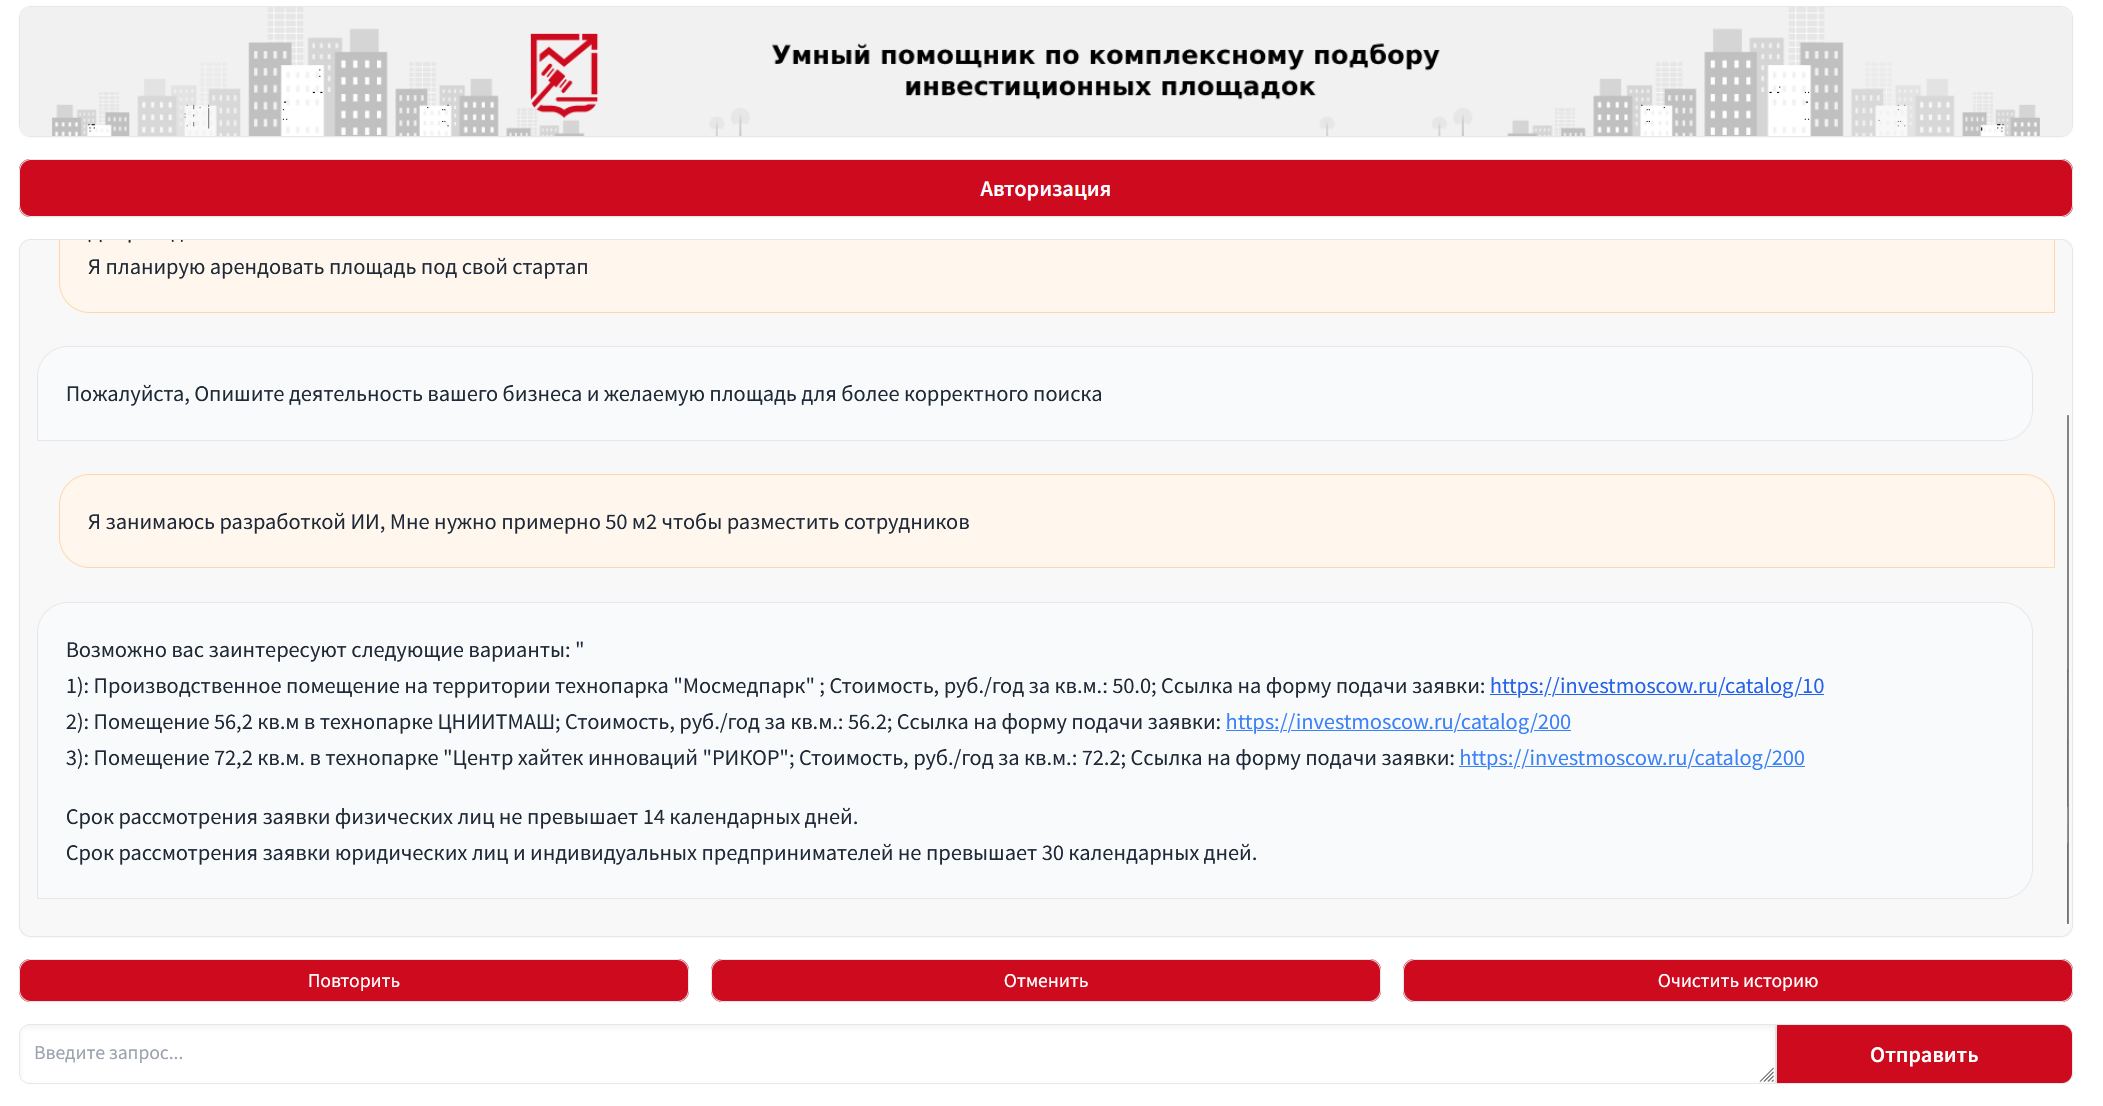 Умный помощник по комплексному подбору
инвестиционных площадок
Авторизация
Я планирую арендовать площадь под свой стартап
Пожалуйста, Опишите деятельность вашего бизнеса и желаемую площадь для более корректного поиска
Я занимаюсь разработкой ИИ, Мне нужно примерно 50 м2 чтобы разместить сотрудников
Возможно вас заинтересуют следующие варианты: "
1): Производственное помещение на территории технопарка "Мосмедпарк" ; Стоимость, руб./год за кв.м.: 50.0; Ссылка на форму подачи заявки: https://investmoscow.ru/catalog/10
2): Помещение 56,2 кв.м в технопарке ЦНИИТМАШ; Стоимость, руб./год за кв.м.: 56.2; Ссылка на форму подачи заявки: https://investmoscow.ru/catalog/200
3): Помещение 72,2 кв.м. в технопарке "Центр хайтек инноваций "РИКОР"; Стоимость, руб./год за кв.м.: 72.2; Ссылка на форму подачи заявки: https://investmoscow.ru/catalog/200
Срок рассмотрения заявки физических лиц не превышает 14 календарных дней.
Срок рассмотрения заявки юридических лиц и индивидуальных предпринимателей не превышает 30 календарных дней.
Повторить
Отменить
Очистить историю
Введите запрос...
Отправить